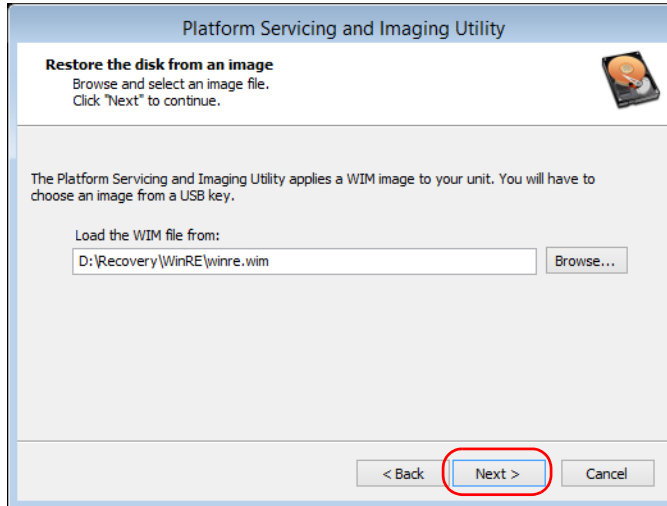 Platform Servicing and Imaging Utility
Restore the disk from an image
Browse and select an image file.
Click "Next" to continue.
The Platform Servicing and Imaging Utility applies a WIM image to your unit. You will have to
choose an image from a USB key.
Load the WIM file from:
D:\Recovery\WinRE\winre.wim
Browse...
< Back
Next >
Cancel